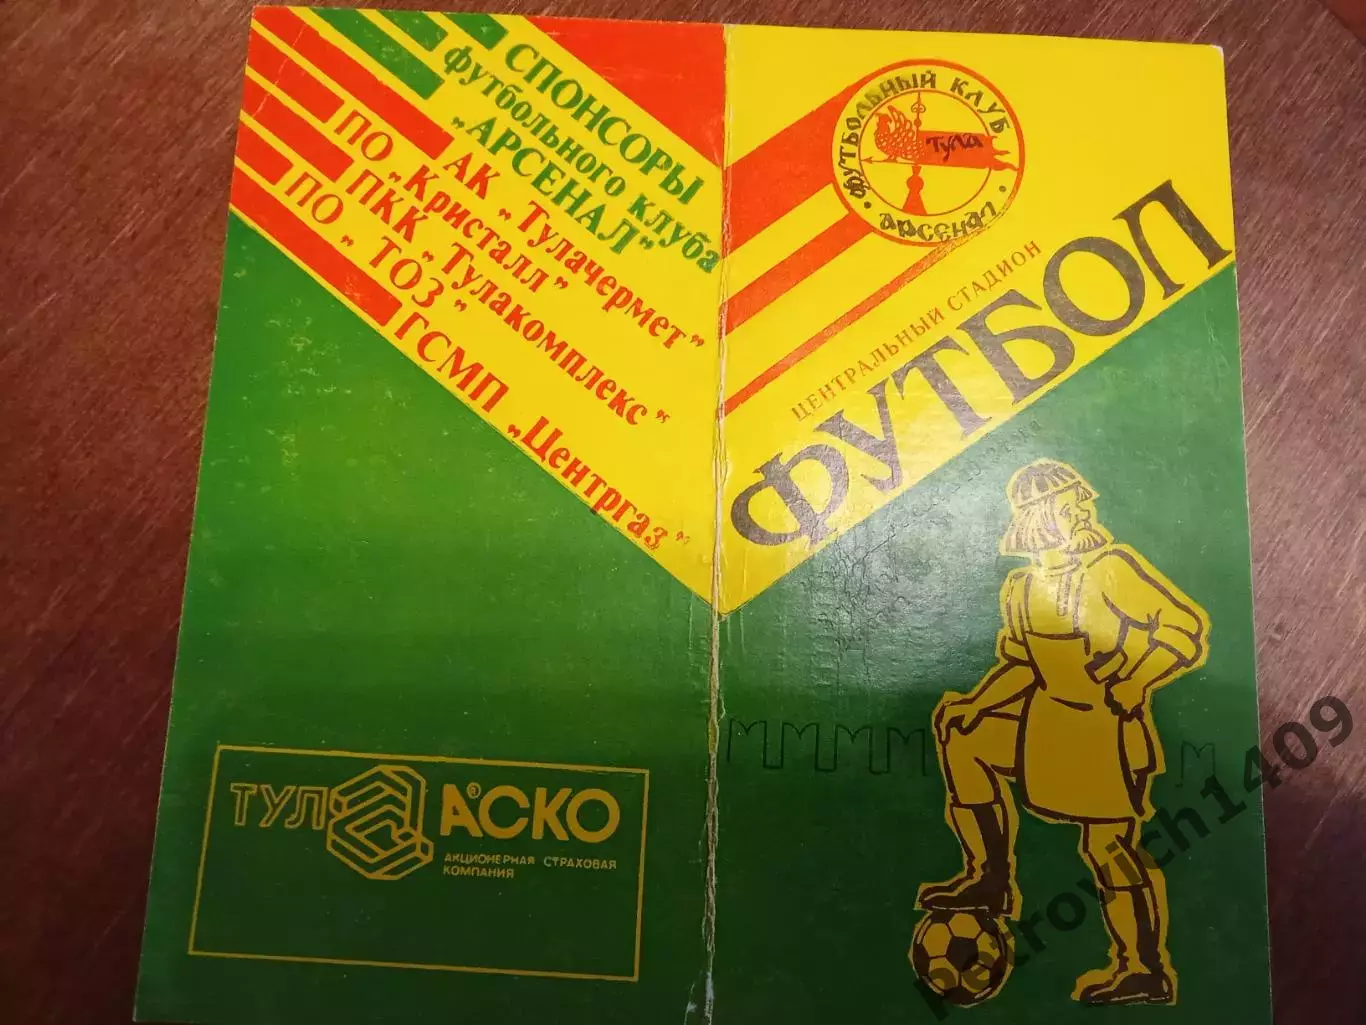 СПОНСОРЫ
футбольного клуба
„АРСЕНАЛ"
АК „Тулачермет"
ПО „Кристалл"
ПКК „Тулакомплекс"
ПО „ТОЗ"
ГСМП „Центргаз"
ТУЛ
АСКО
АКЦИОНЕРНАЯ СТРАХОВАЯ
КОМПАНИЯ
ФУТБОЛЬНЫЙ КЛУБ
ТУЛА
АРСЕНАЛ
ЦЕНТРАЛЬНЫЙ СТАДИОН
ФУТБОЛ
petrovich1409